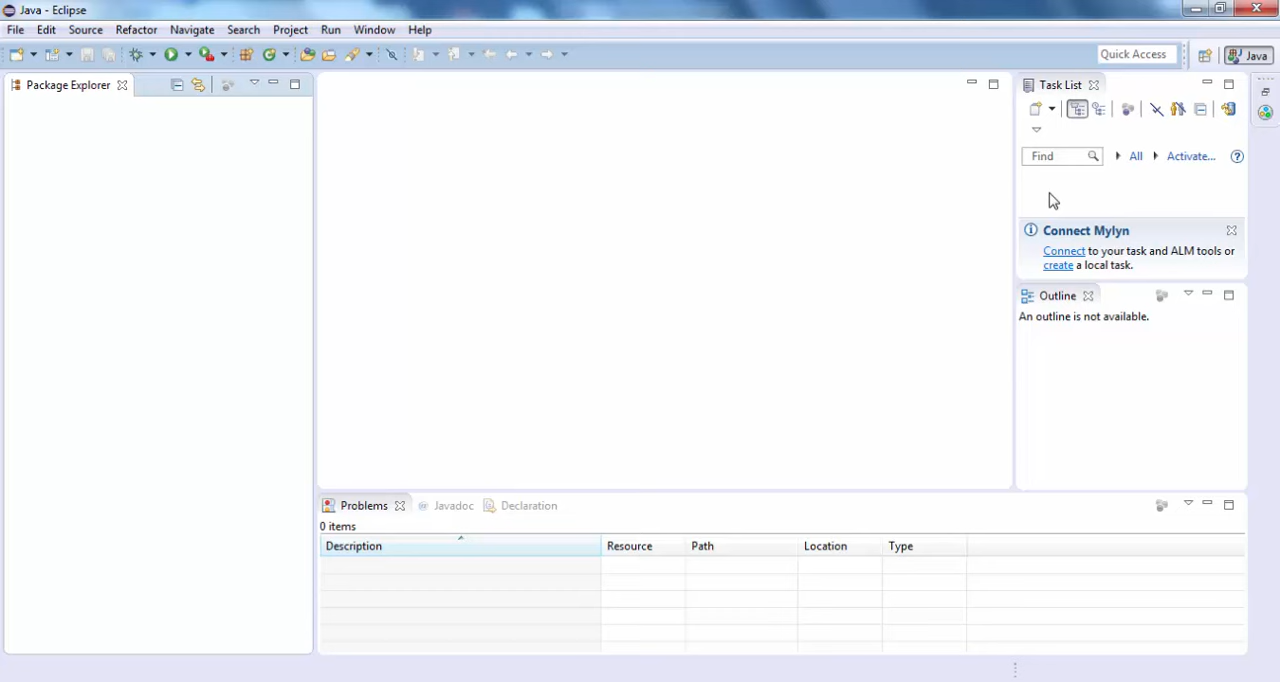 Java - Eclipse
File Edit Source Refactor Navigate Search Project Run Window Help
Quick Access Java
Package Explorer
Task List
Find All Activate... ?
Connect Mylyn
Connect to your task and ALM tools or
create a local task.
Outline
An outline is not available.
Problems @ Javadoc Declaration
0 items
Description Resource Path Location Type